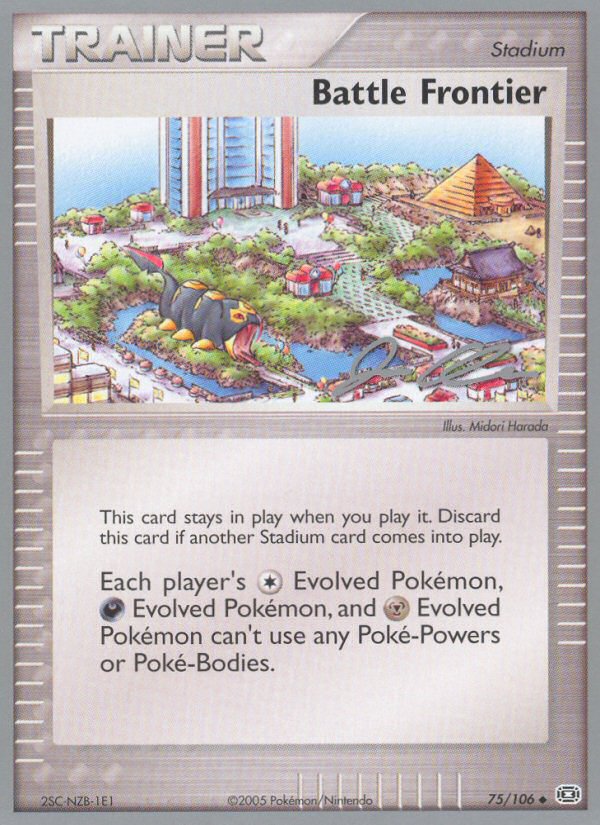 TRAINER
Stadium
Battle Frontier
Illus. Midori Harada
This card stays in play when you play it. Discard
this card if another Stadium card comes into play.
Each player's Evolved Pokémon,
Evolved Pokémon, and Evolved
Pokémon can't use any Poké-Powers
or Poké-Bodies.
2SC-NZB-1E1
©2005 Pokémon/Nintendo
75/106